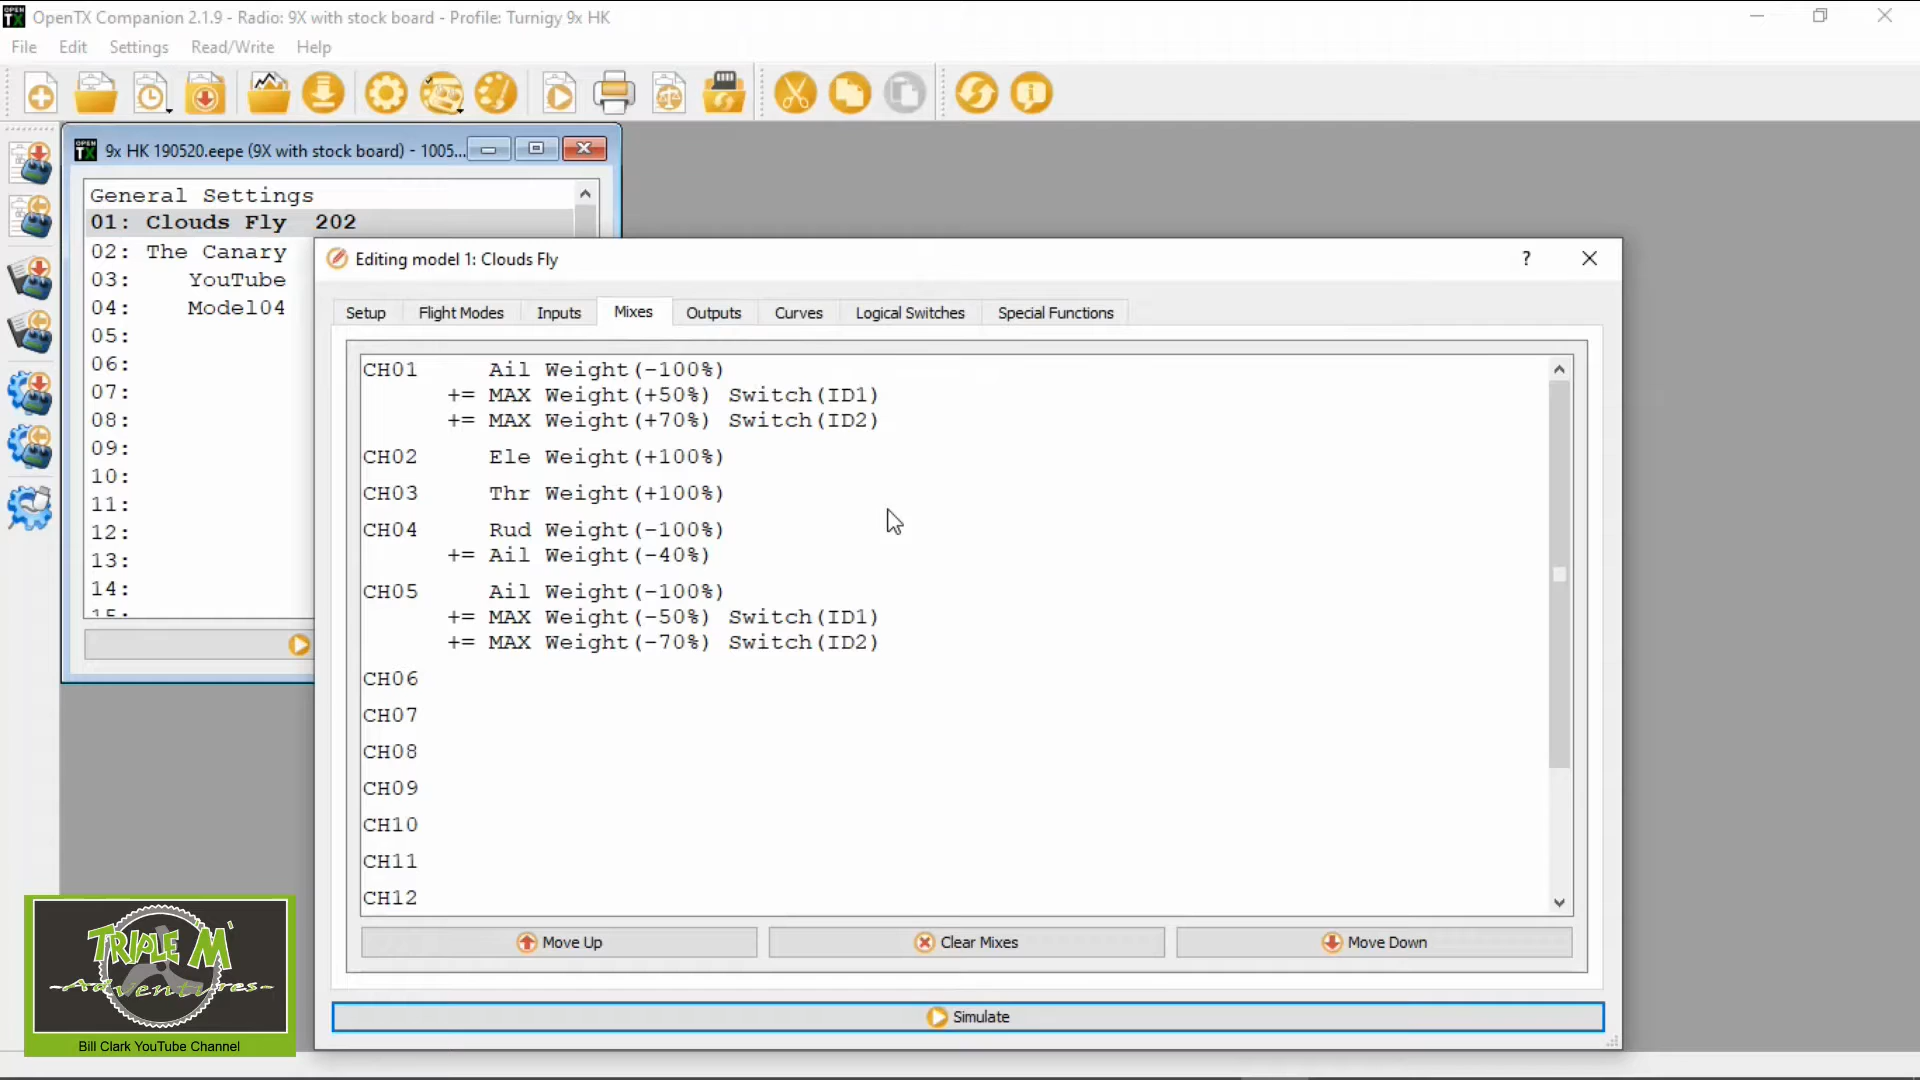 OpenTX Companion 2.1.9 - Radio: 9X with stock board - Profile: Turnigy 9x HK
File Edit Settings Read/Write Help
9x HK 190520.eepe (9X with stock board) - 1005...
General Settings
01: Clouds Fly 202
02: The Canary
03: YouTube
04: Model04
05:
06:
07:
08:
09:
10:
11:
12:
13:
14:
15:
Editing model 1: Clouds Fly
Setup Flight Modes Inputs Mixes Outputs Curves Logical Switches Special Functions
CH01 Ail Weight(-100%)
+= MAX Weight(+50%) Switch(ID1)
+= MAX Weight(+70%) Switch(ID2)
CH02 Ele Weight(+100%)
CH03 Thr Weight(+100%)
CH04 Rud Weight(-100%)
+= Ail Weight(-40%)
CH05 Ail Weight(-100%)
+= MAX Weight(-50%) Switch(ID1)
+= MAX Weight(-70%) Switch(ID2)
CH06
CH07
CH08
CH09
CH10
CH11
CH12
Move Up Clear Mixes Move Down
Simulate
TRIPLE M
-Adventures-
Bill Clark YouTube Channel